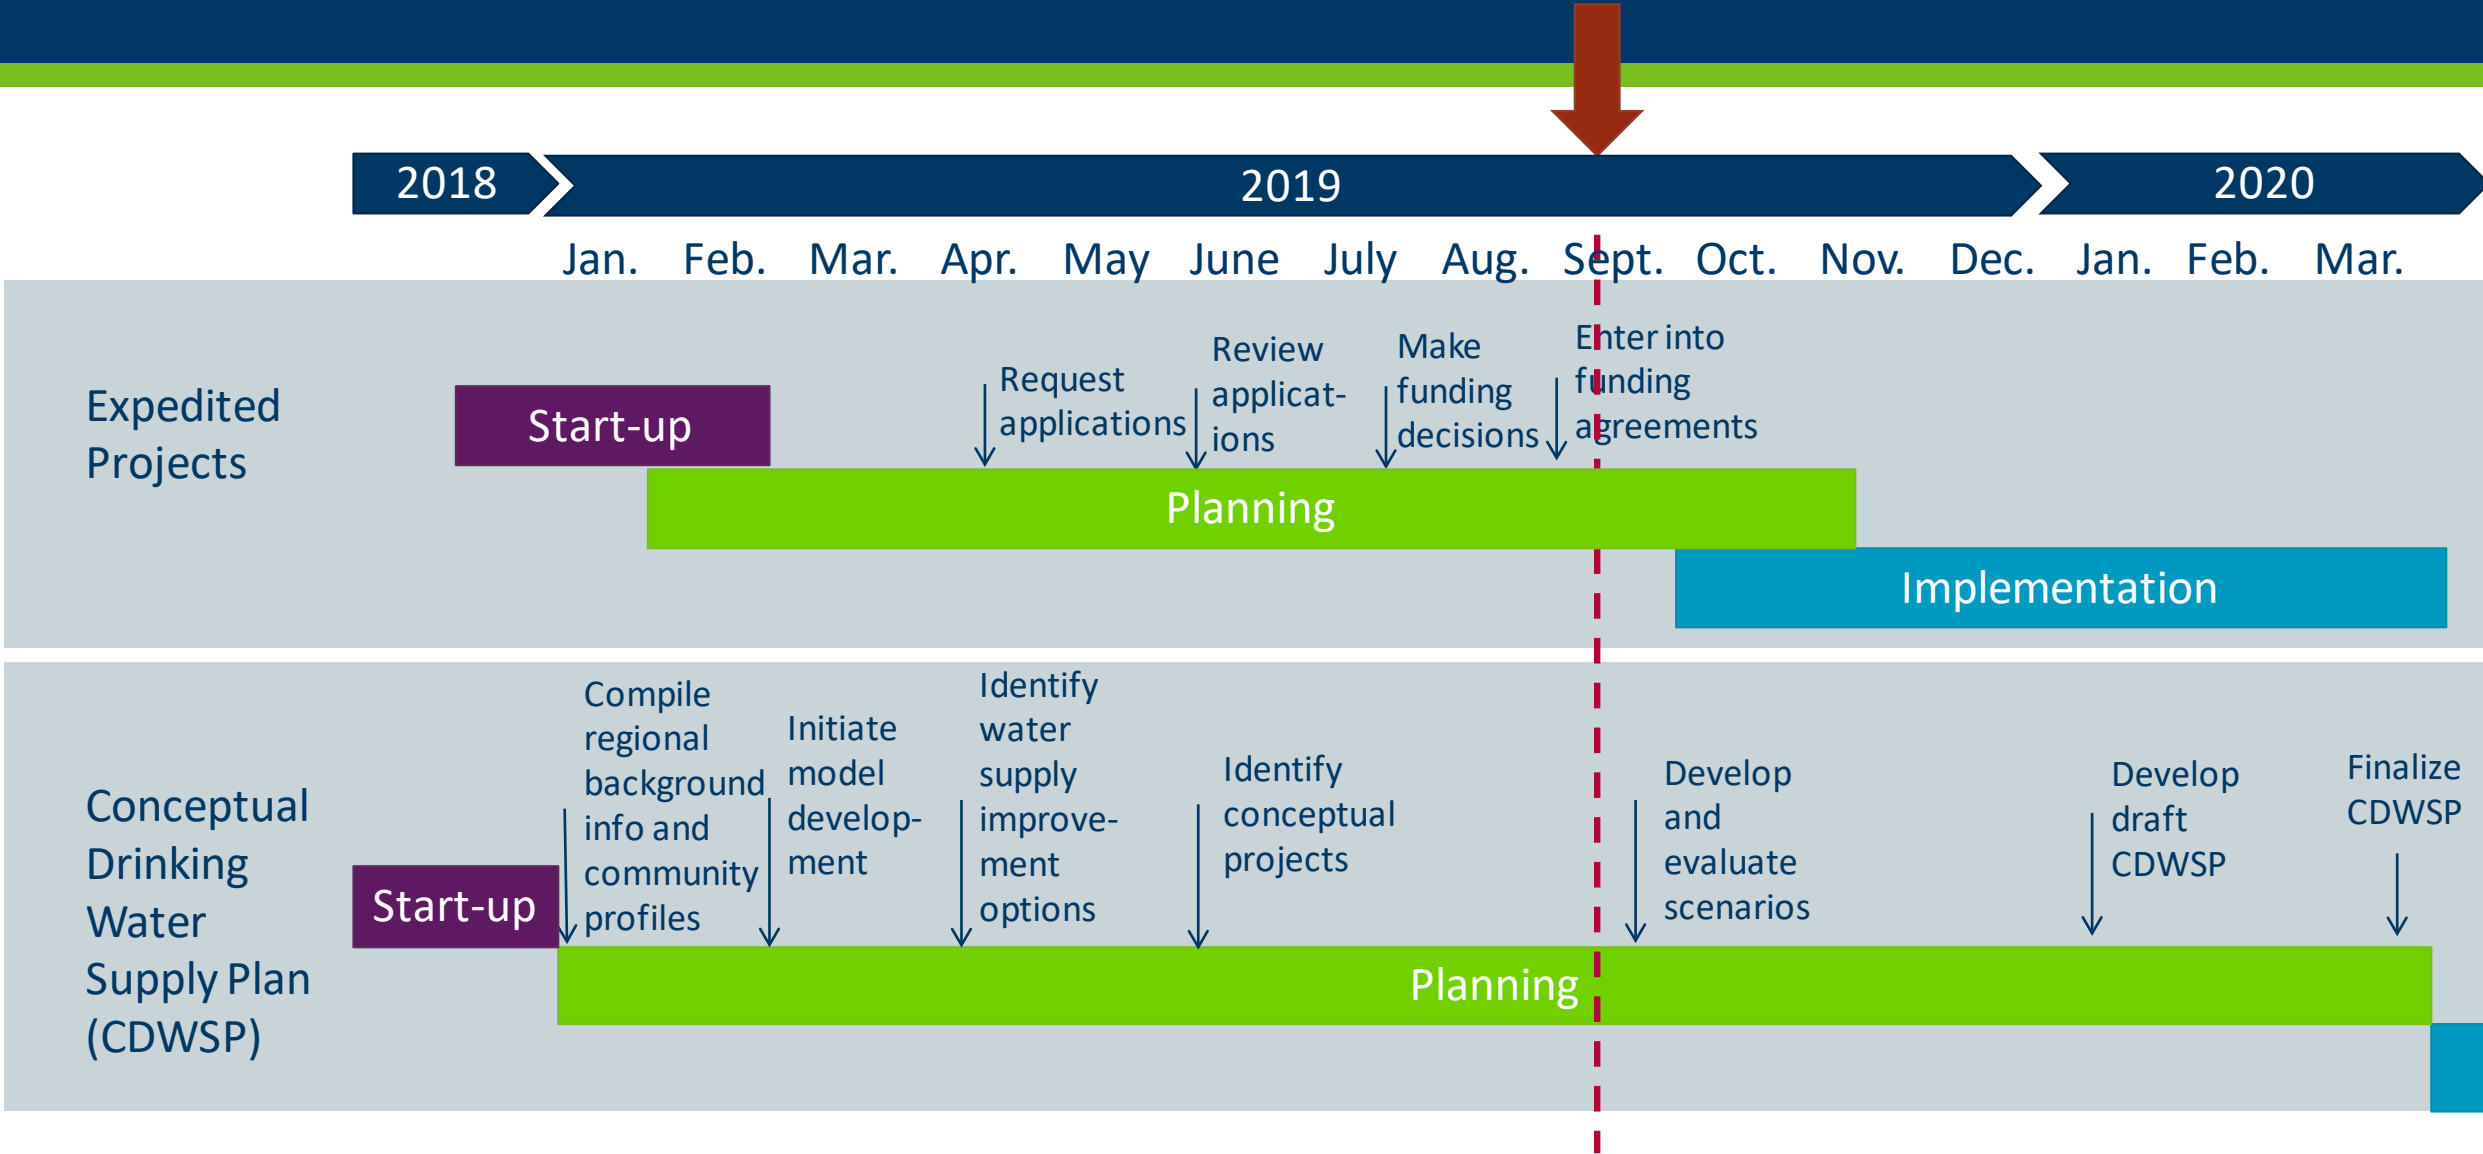 2018
2019
2020
Jan. Feb. Mar. Apr. May June July Aug. Sept. Oct. Nov. Dec. Jan. Feb. Mar.
Expedited
Projects
Start-up
Request
applications
Review
applicat-
ions
Make
funding
decisions
Enter into
funding
agreements
Planning
Implementation
Conceptual
Drinking
Water
Supply Plan
(CDWSP)
Start-up
Compile
regional
background
info and
community
profiles
Initiate
model
develop-
ment
Identify
water
supply
improve-
ment
options
Identify
conceptual
projects
Develop
and
evaluate
scenarios
Develop
draft
CDWSP
Finalize
CDWSP
Planning